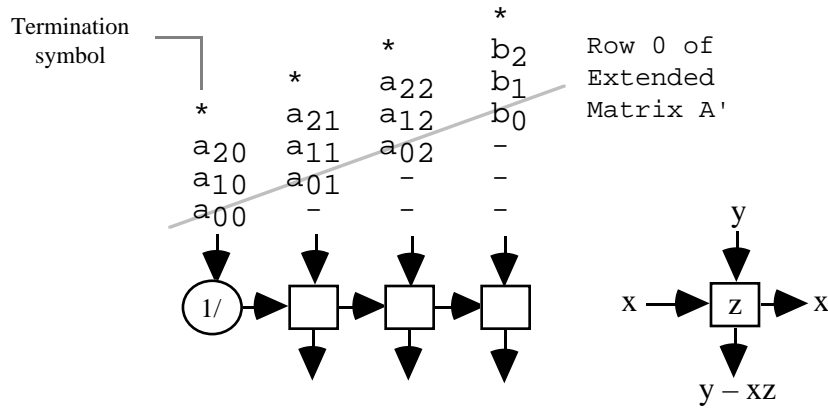 Termination
symbol
*
a20
a10
a00
*
a21
a11
a01
-
*
a22
a12
a02
-
-
*
b2
b1
b0
-
-
-
Row 0 of
Extended
Matrix A'
1/
y
x
z
x
y – xz